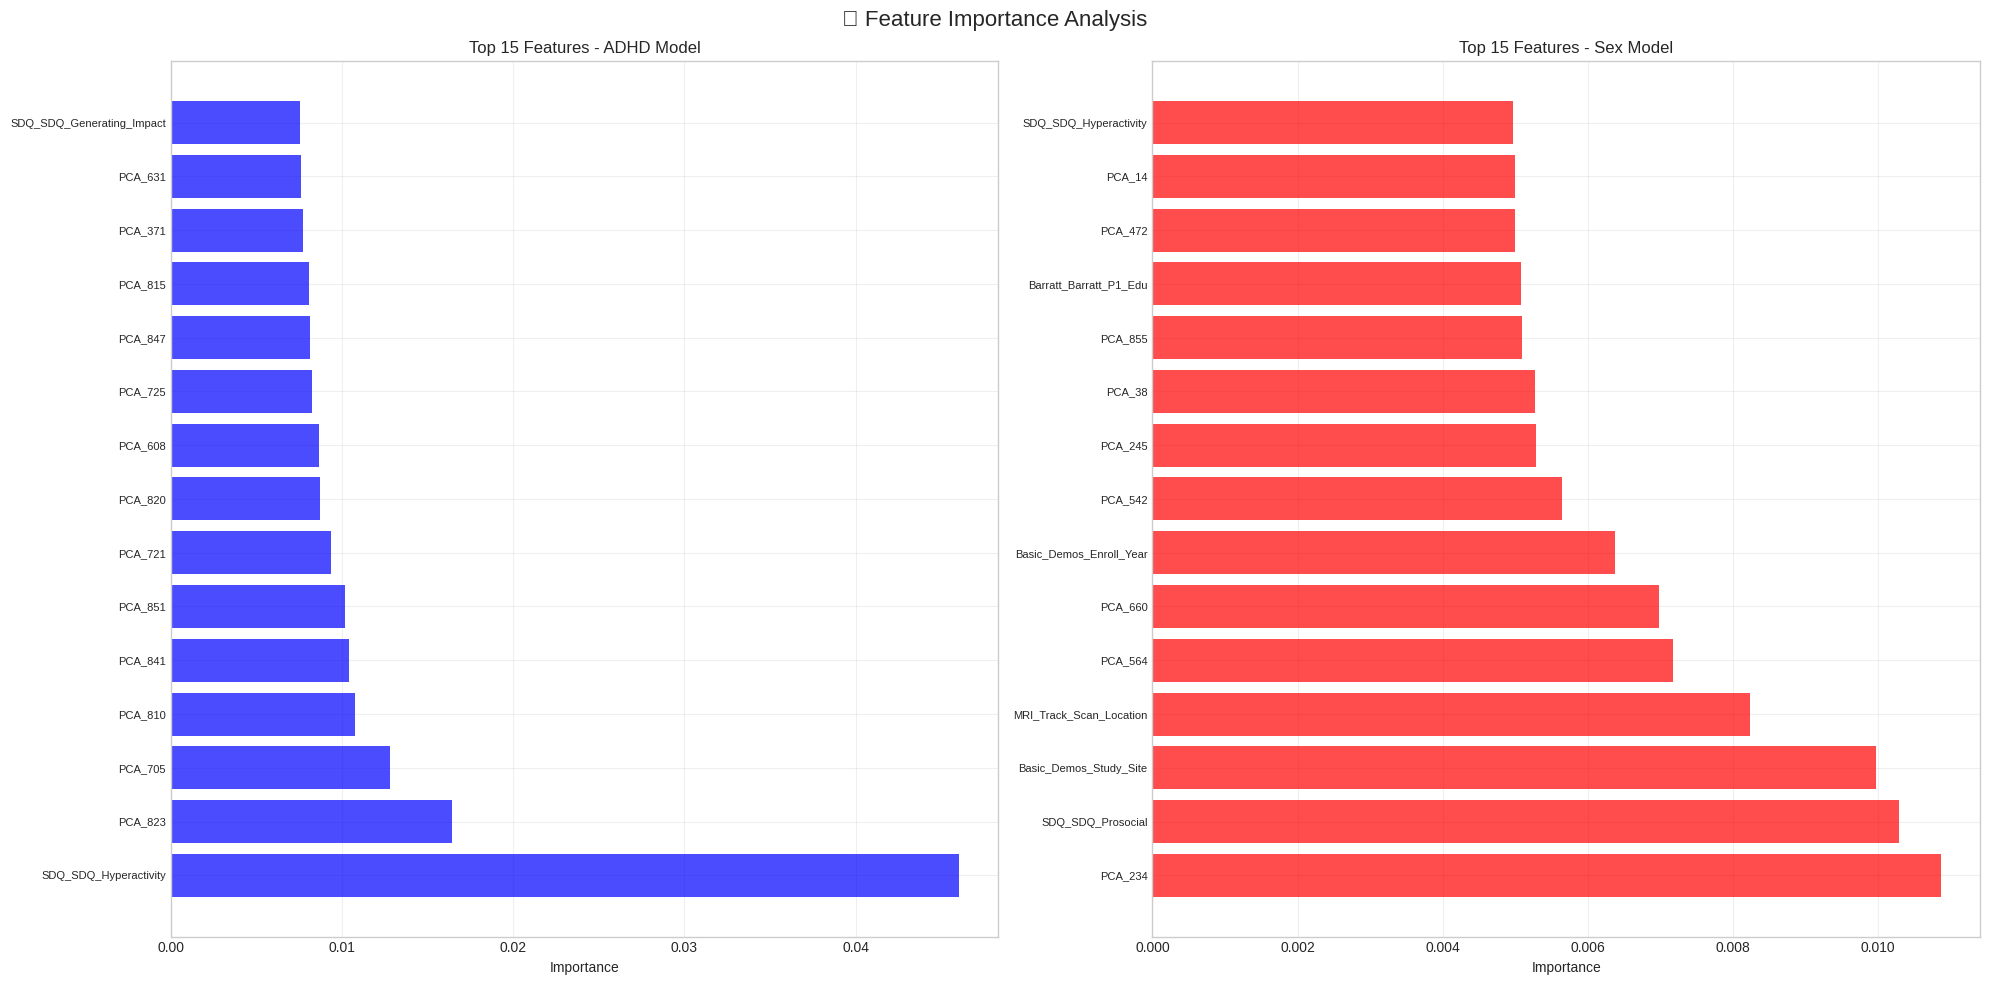 Feature Importance Analysis
Top 15 Features - ADHD Model
SDQ_SDQ_Generating_Impact
PCA_631
PCA_371
PCA_815
PCA_847
PCA_725
PCA_608
PCA_820
PCA_721
PCA_851
PCA_841
PCA_810
PCA_705
PCA_823
SDQ_SDQ_Hyperactivity
0.00 0.01 0.02 0.03 0.04
Importance
Top 15 Features - Sex Model
SDQ_SDQ_Hyperactivity
PCA_14
PCA_472
Barratt_Barratt_P1_Edu
PCA_855
PCA_38
PCA_245
PCA_542
Basic_Demos_Enroll_Year
PCA_660
PCA_564
MRI_Track_Scan_Location
Basic_Demos_Study_Site
SDQ_SDQ_Prosocial
PCA_234
0.000 0.002 0.004 0.006 0.008 0.010
Importance